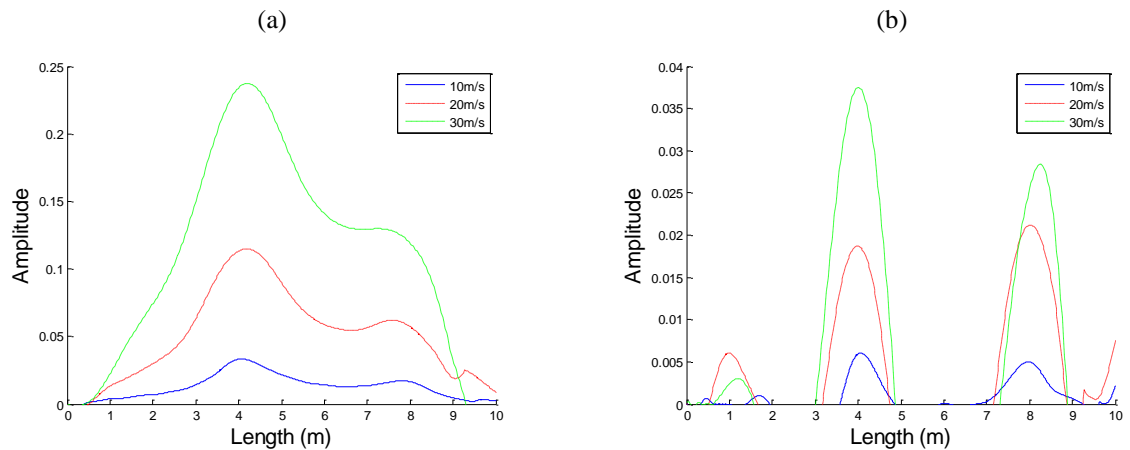 (a)
(b)
0.25
0.2
0.15
0.1
0.05
0
0 1 2 3 4 5 6 7 8 9 10
Amplitude
Length (m)
10m/s
20m/s
30m/s
0.04
0.035
0.03
0.025
0.02
0.015
0.01
0.005
0
0 1 2 3 4 5 6 7 8 9 10
Amplitude
Length (m)
10m/s
20m/s
30m/s